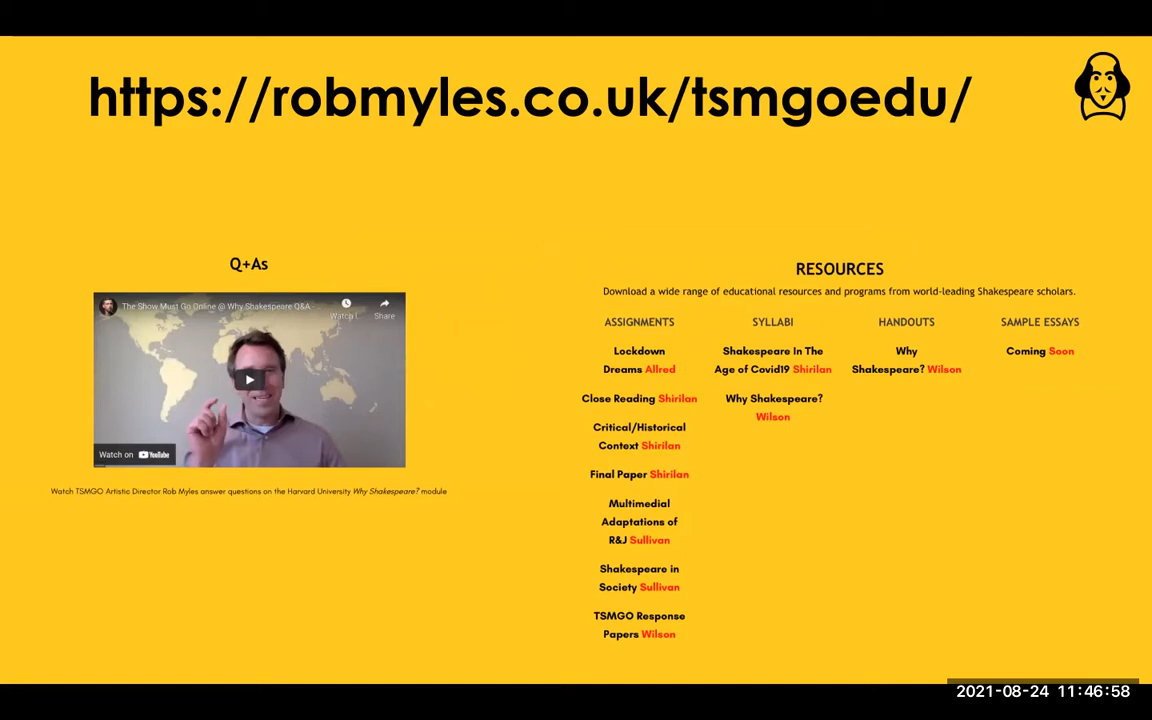 https://robmyles.co.uk/tsmgoedu/
Q+As
The Show Must Go Online @ Why Shakespeare Q&A
Watch l
Share
Watch on YouTube
Watch TSMGO Artistic Director Rob Myles answer questions on the Harvard University Why Shakespeare? module
RESOURCES
Download a wide range of educational resources and programs from world-leading Shakespeare scholars.
ASSIGNMENTS
Lockdown
Dreams Allred
Close Reading Shirilan
Critical/Historical
Context Shirilan
Final Paper Shirilan
Multimedial
Adaptations of
R&J Sullivan
Shakespeare in
Society Sullivan
TSMGO Response
Papers Wilson
SYLLABI
Shakespeare In The
Age of Covid19 Shirilan
Why Shakespeare?
Wilson
HANDOUTS
Why
Shakespeare? Wilson
SAMPLE ESSAYS
Coming Soon
2021-08-24 11:46:58